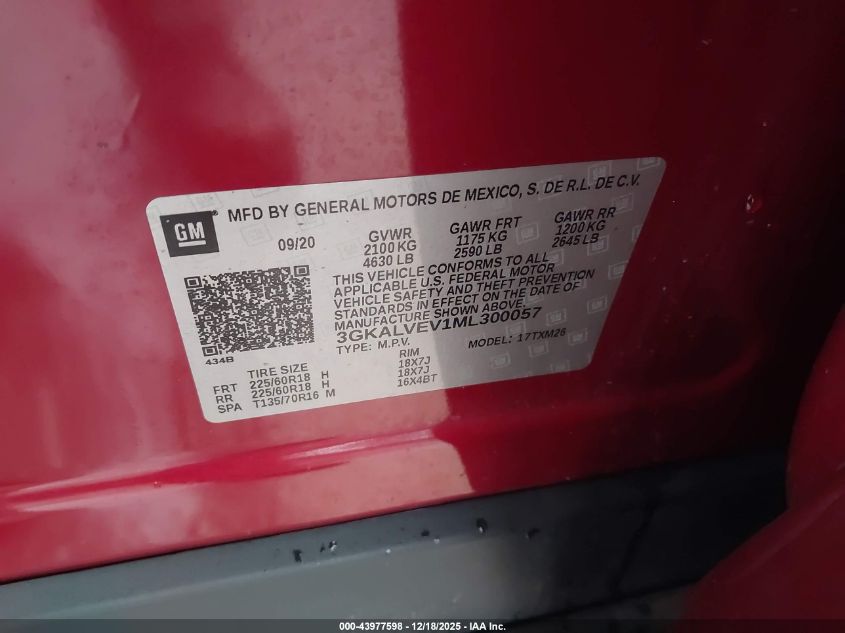 GM
MFD BY GENERAL MOTORS DE MEXICO, S. DE R.L. DE C.V.
09/20 GVWR GAWR FRT GAWR RR
2100 KG 1175 KG 1200 KG
4630 LB 2590 LB 2645 LB
THIS VEHICLE CONFORMS TO ALL
APPLICABLE U.S. FEDERAL MOTOR
VEHICLE SAFETY AND THEFT PREVENTION
STANDARDS IN EFFECT ON THE DATE OF
MANUFACTURE SHOWN ABOVE.
3GKALVEV1ML300057
TYPE: M.P.V. MODEL: 17TXM26
434B
TIRE SIZE RIM
FRT 225/60R18 H 18X7J
RR 225/60R18 H 18X7J
SPA T135/70R16 M 16X4BT
000-43977598 - 12/18/2025 - IAA Inc.